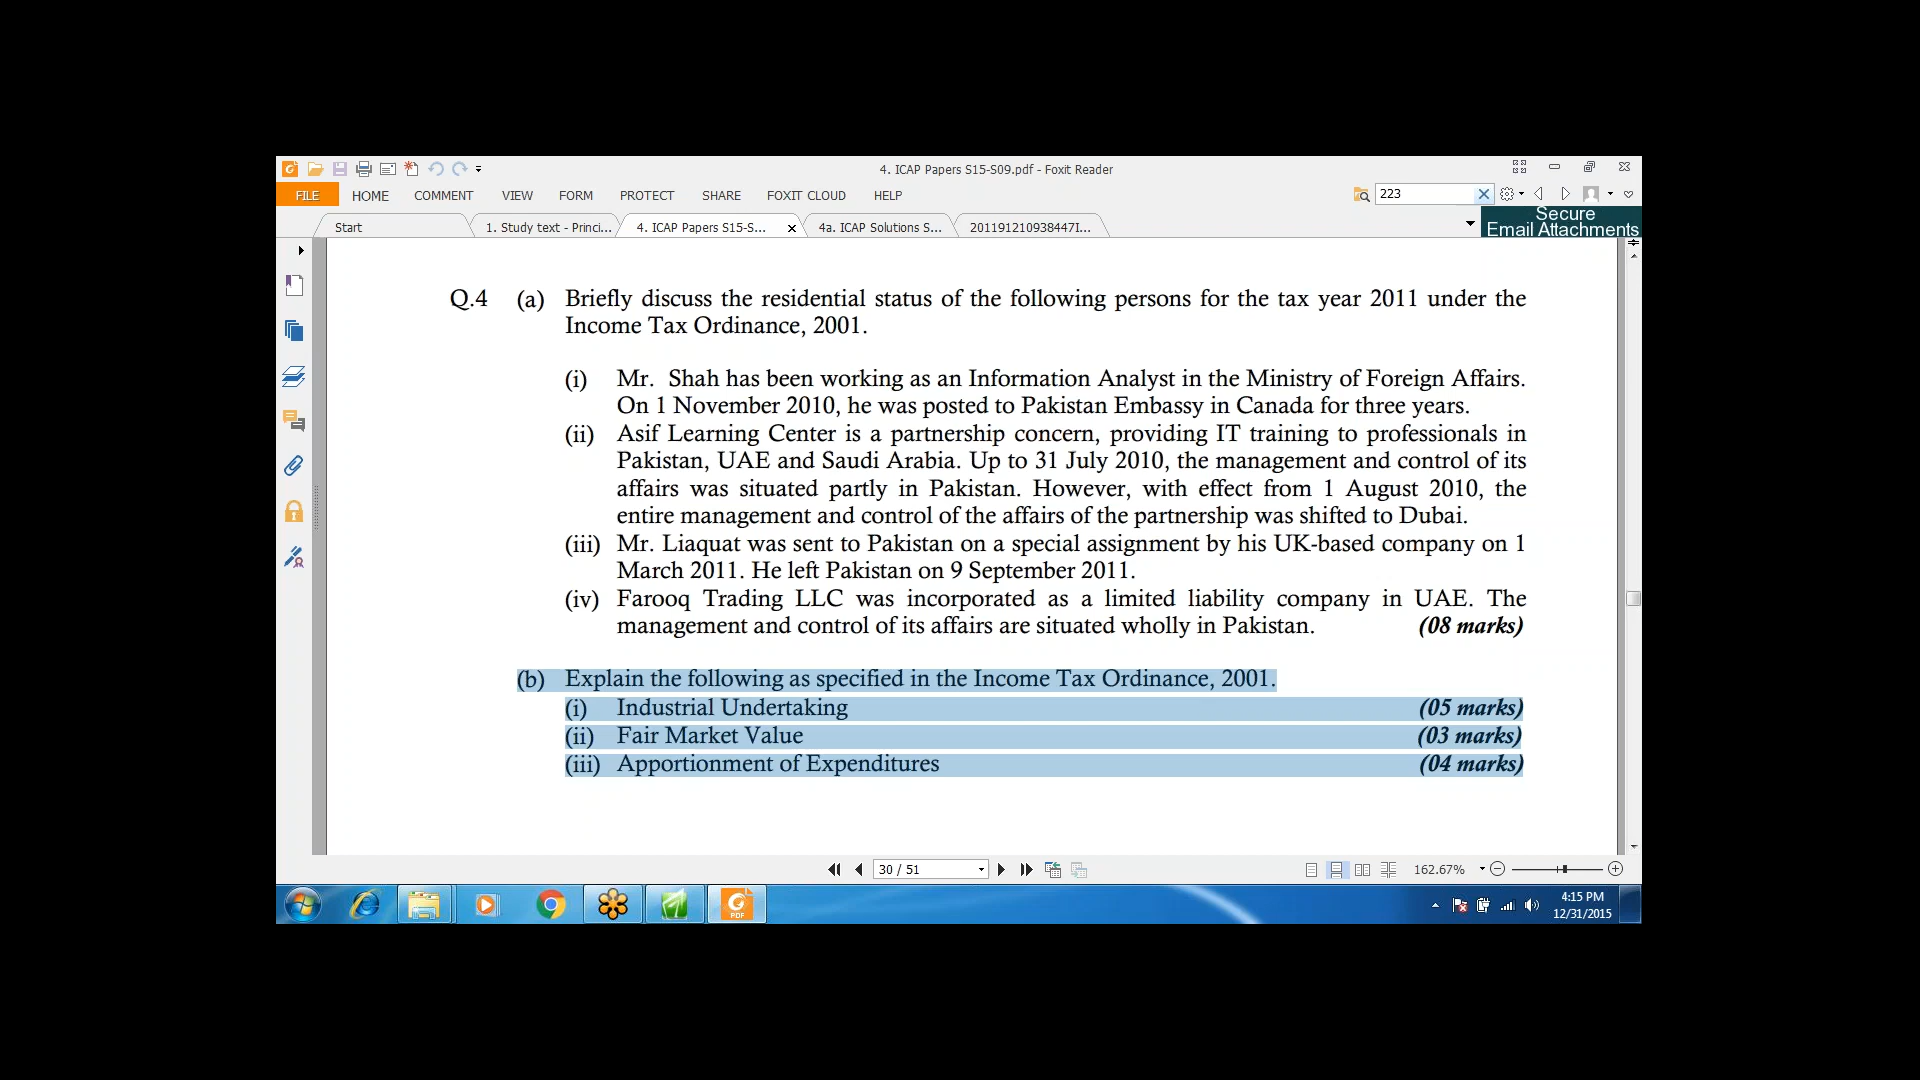 4. ICAP Papers S15-S09.pdf - Foxit Reader
FILE HOME COMMENT VIEW FORM PROTECT SHARE FOXIT CLOUD HELP
223
Start 1. Study text - Princi... 4. ICAP Papers S15-S... 4a. ICAP Solutions S... 201191210938447I...
Secure
Email Attachments
Q.4 (a) Briefly discuss the residential status of the following persons for the tax year 2011 under the
Income Tax Ordinance, 2001.
(i) Mr. Shah has been working as an Information Analyst in the Ministry of Foreign Affairs.
On 1 November 2010, he was posted to Pakistan Embassy in Canada for three years.
(ii) Asif Learning Center is a partnership concern, providing IT training to professionals in
Pakistan, UAE and Saudi Arabia. Up to 31 July 2010, the management and control of its
affairs was situated partly in Pakistan. However, with effect from 1 August 2010, the
entire management and control of the affairs of the partnership was shifted to Dubai.
(iii) Mr. Liaquat was sent to Pakistan on a special assignment by his UK-based company on 1
March 2011. He left Pakistan on 9 September 2011.
(iv) Farooq Trading LLC was incorporated as a limited liability company in UAE. The
management and control of its affairs are situated wholly in Pakistan. (08 marks)
(b) Explain the following as specified in the Income Tax Ordinance, 2001.
(i) Industrial Undertaking (05 marks)
(ii) Fair Market Value (03 marks)
(iii) Apportionment of Expenditures (04 marks)
30 / 51
162.67%
PDF
4:15 PM
12/31/2015